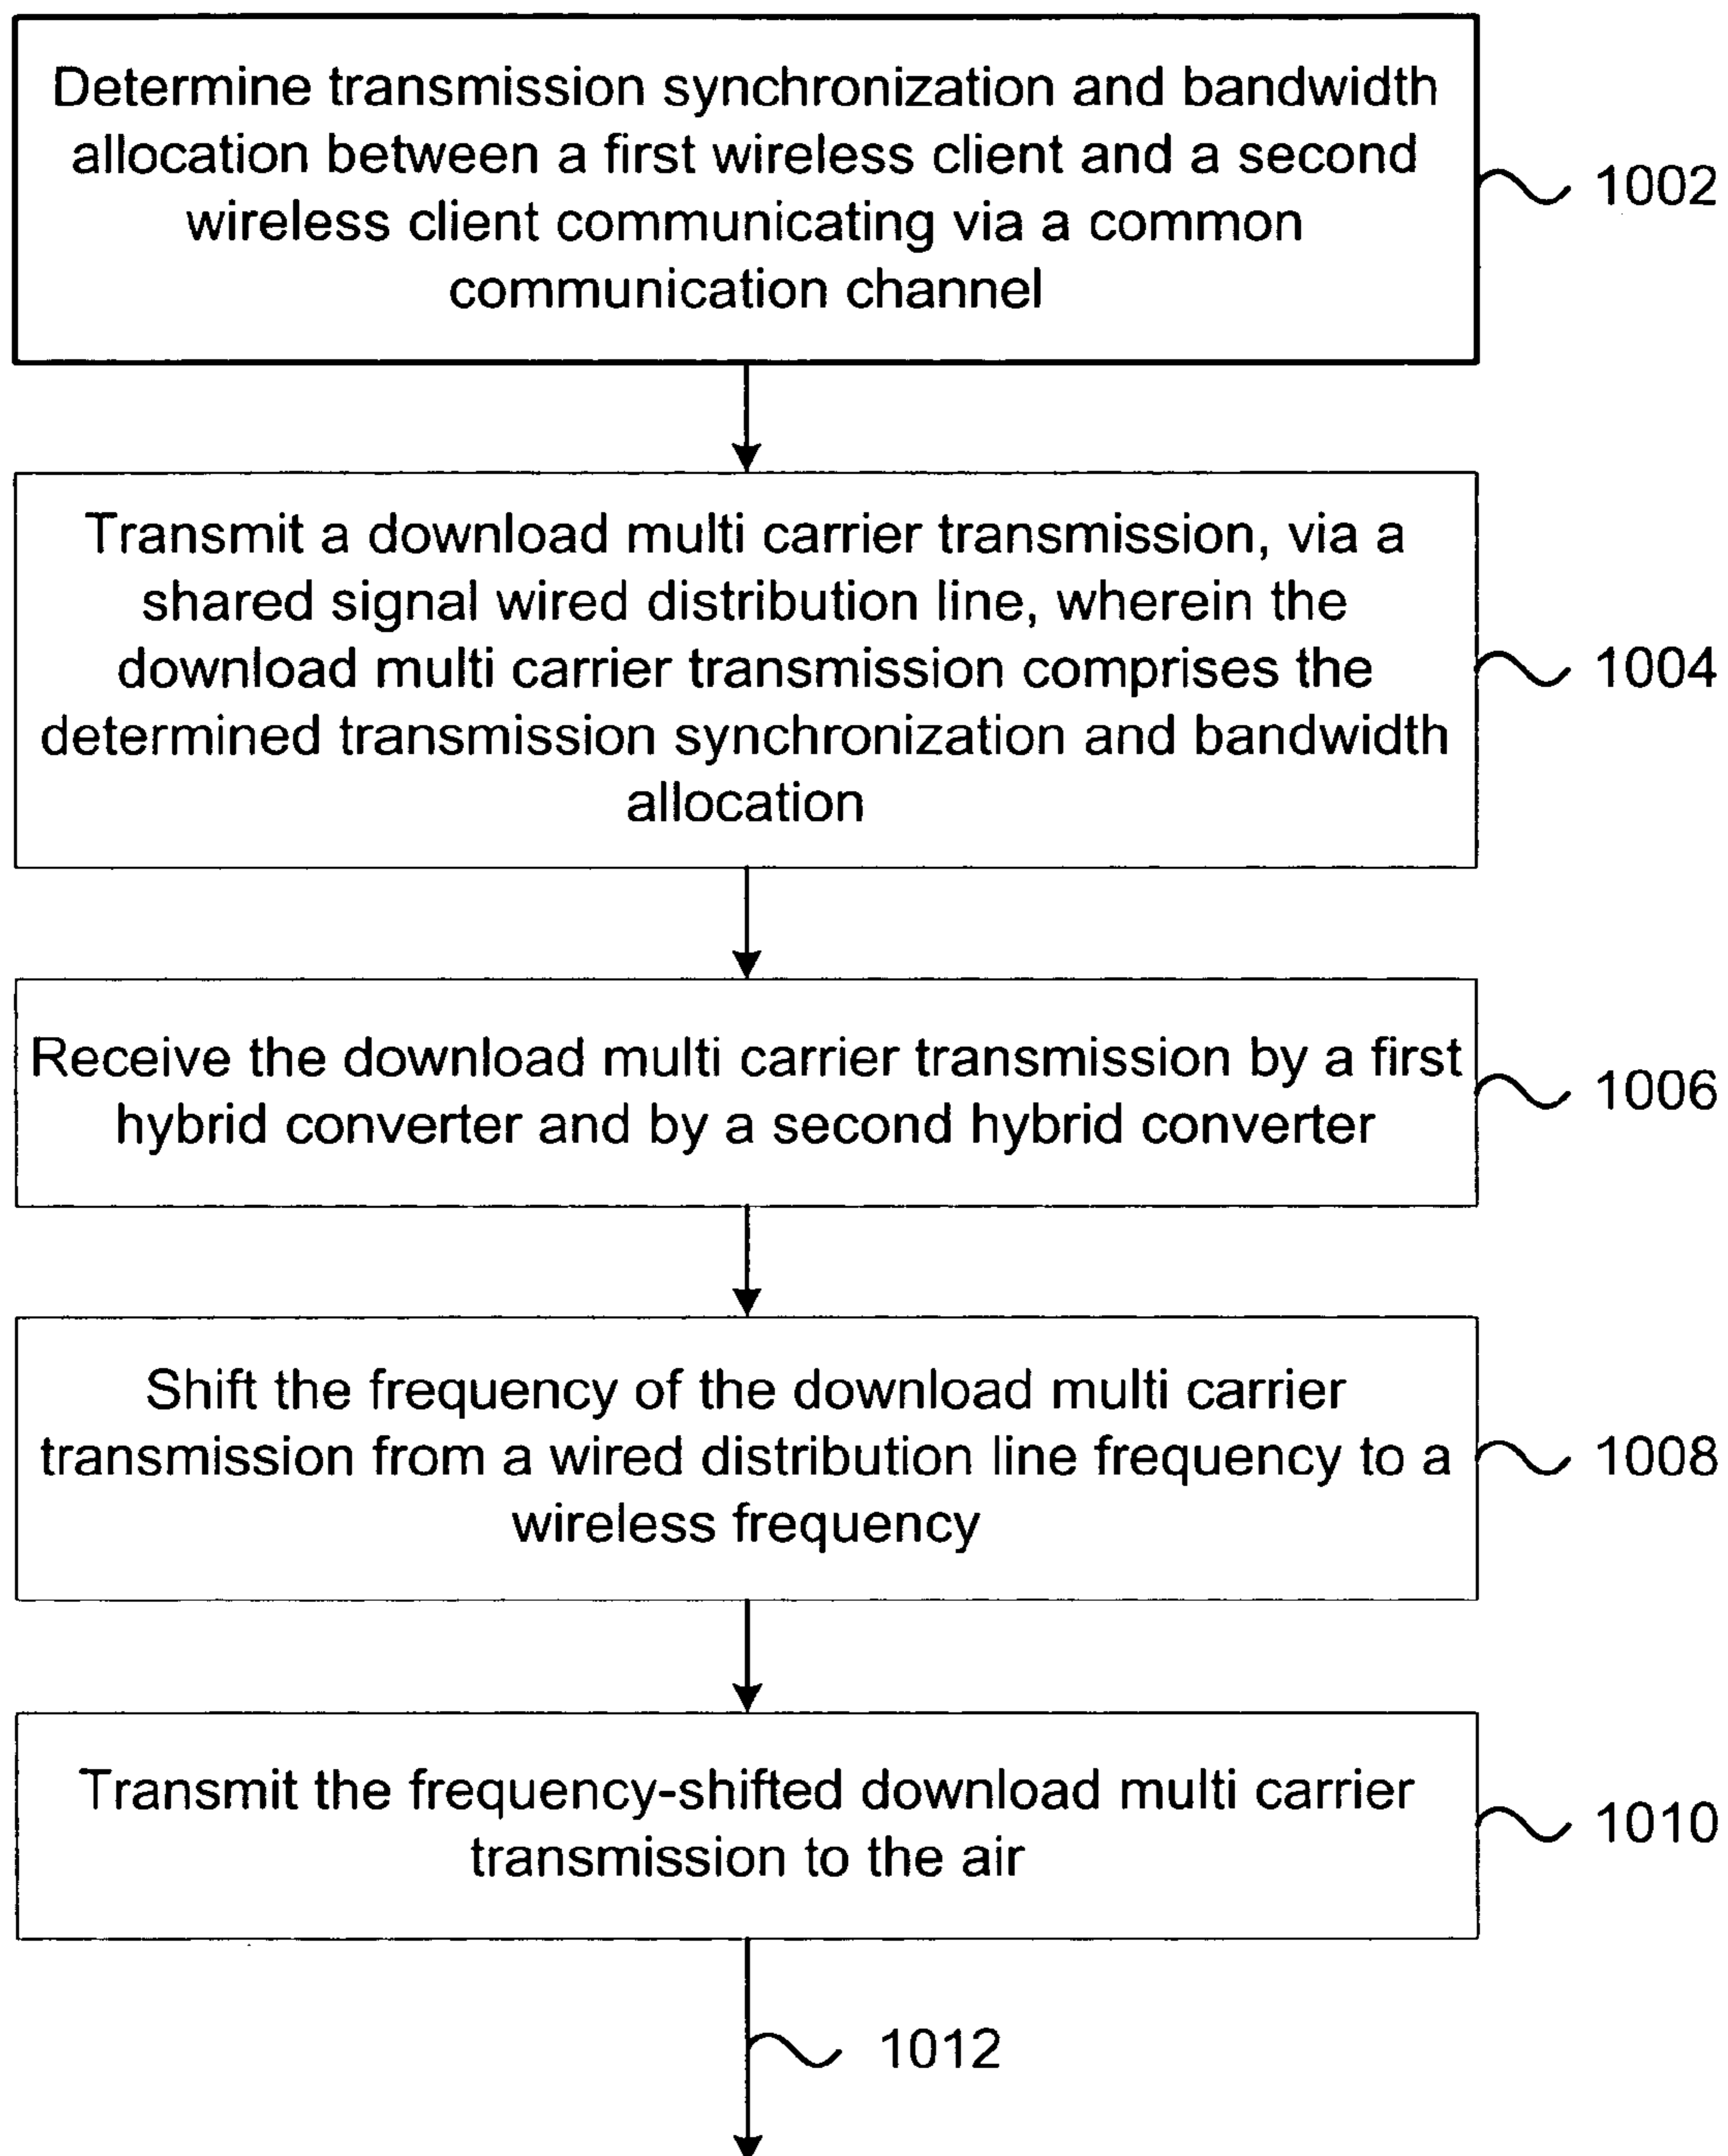 Determine transmission synchronization and bandwidth
allocation between a first wireless client and a second
wireless client communicating via a common
communication channel
1002
Transmit a download multi carrier transmission, via a
shared signal wired distribution line, wherein the
download multi carrier transmission comprises the
determined transmission synchronization and bandwidth
allocation
1004
Receive the download multi carrier transmission by a first
hybrid converter and by a second hybrid converter
1006
Shift the frequency of the download multi carrier
transmission from a wired distribution line frequency to a
wireless frequency
1008
Transmit the frequency-shifted download multi carrier
transmission to the air
1010
1012